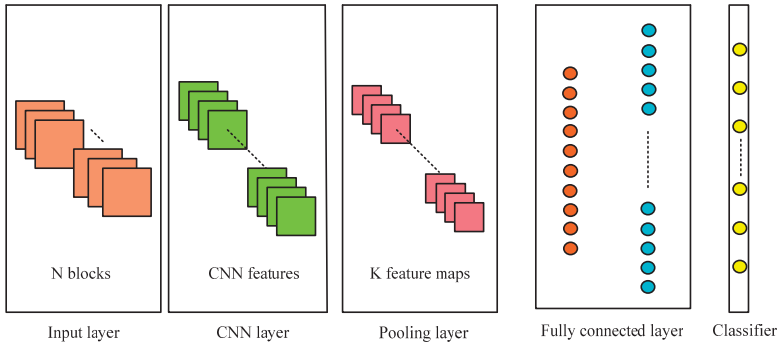 N blocks
CNN features
K feature maps
Input layer
CNN layer
Pooling layer
Fully connected layer
Classifier